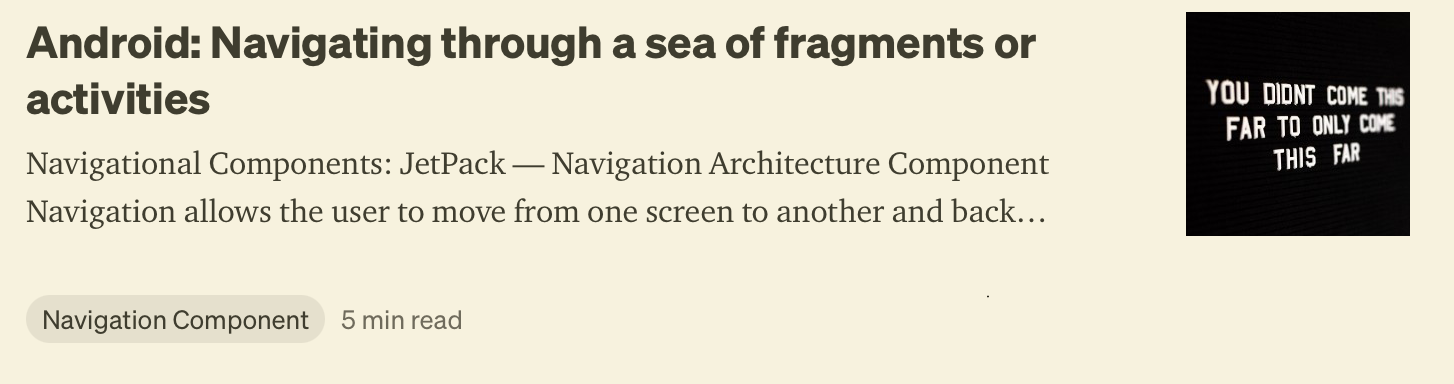 Android: Navigating through a sea of fragments or
activities
Navigational Components: JetPack — Navigation Architecture Component
Navigation allows the user to move from one screen to another and back…
Navigation Component
5 min read
YOU DIDNT COME THIS
FAR TO ONLY COME
THIS FAR